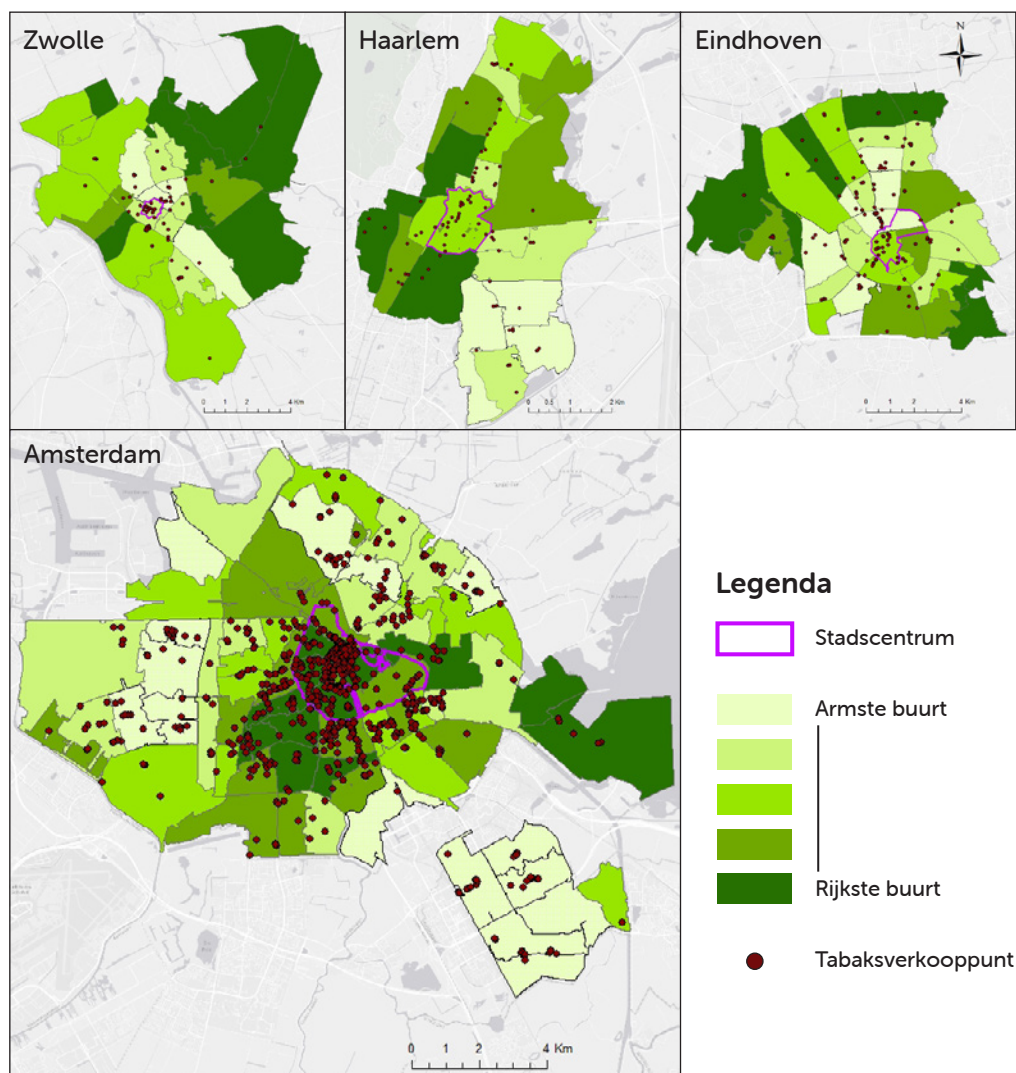 Zwolle
0 2 4 Km
Haarlem
0 0.5 1 2 Km
Eindhoven
N
0 1 2 4 Km
Amsterdam
0 1 2 4 Km
Legenda
Stadscentrum
Armste buurt
Rijkste buurt
Tabaksverkooppunt